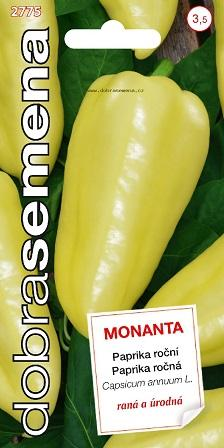 2775
3,5
www.dobrasemena.cz
dobrasemena
MONANTA
Paprika roční
Paprika ročná
Capsicum annuum L.
raná a úrodná